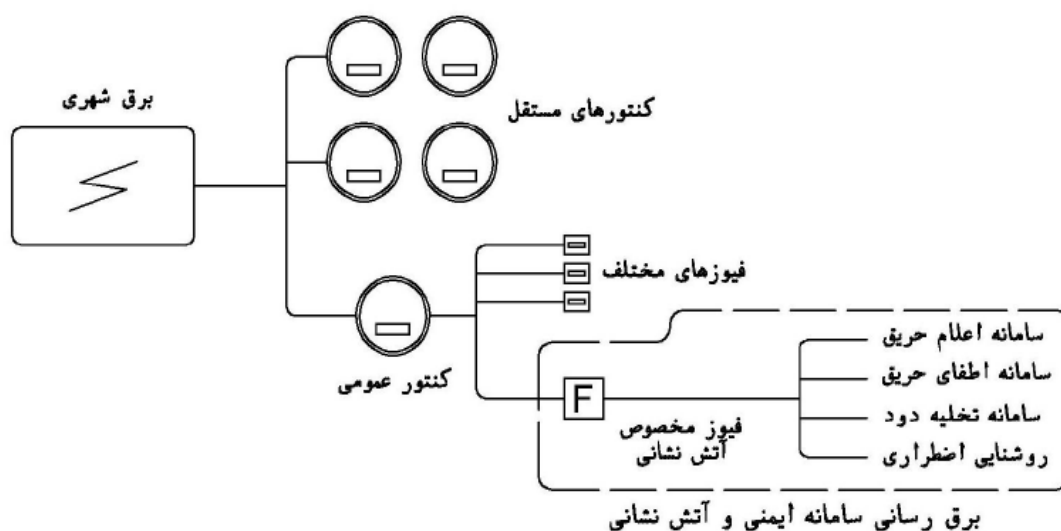 برق شهری
کنتورهای مستقل
فیوزهای مختلف
کنتور عمومی
F
فیوز مخصوص
آتش نشانی
سامانه اعلام حریق
سامانه اطفای حریق
سامانه تخلیه دود
روشنایی اضطراری
برق رسانی سامانه ایمنی و آتش نشانی